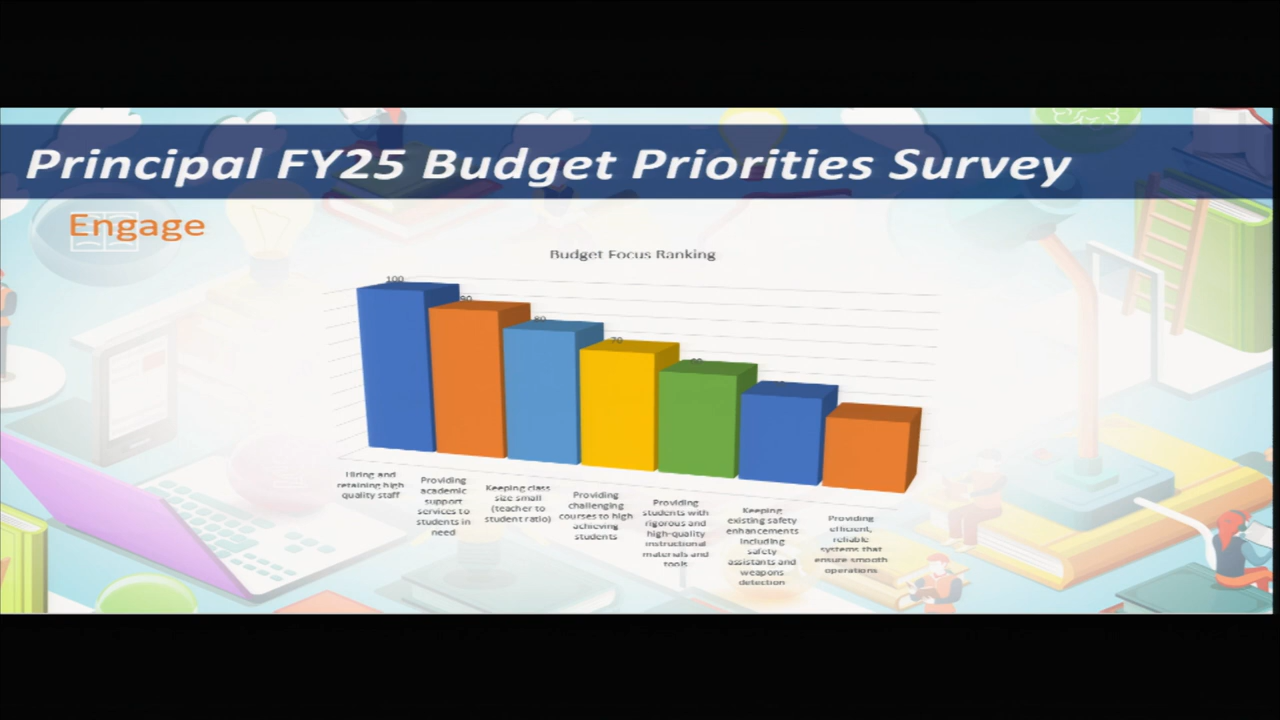 Principal FY25 Budget Priorities Survey
Engage
Budget Focus Ranking
100
90
80
70
60
Hiring and
retaining high
quality staff
Providing
academic
support
services to
students in
need
Keeping class
size small
(teacher to
student ratio)
Providing
challenging
courses to high
achieving
students
Providing
students with
rigorous and
high-quality
instructional
materials and
tools
Keeping
existing safety
enhancements
including
safety
assistants and
weapons
detection
Providing
efficient,
reliable
systems that
ensure smooth
operations